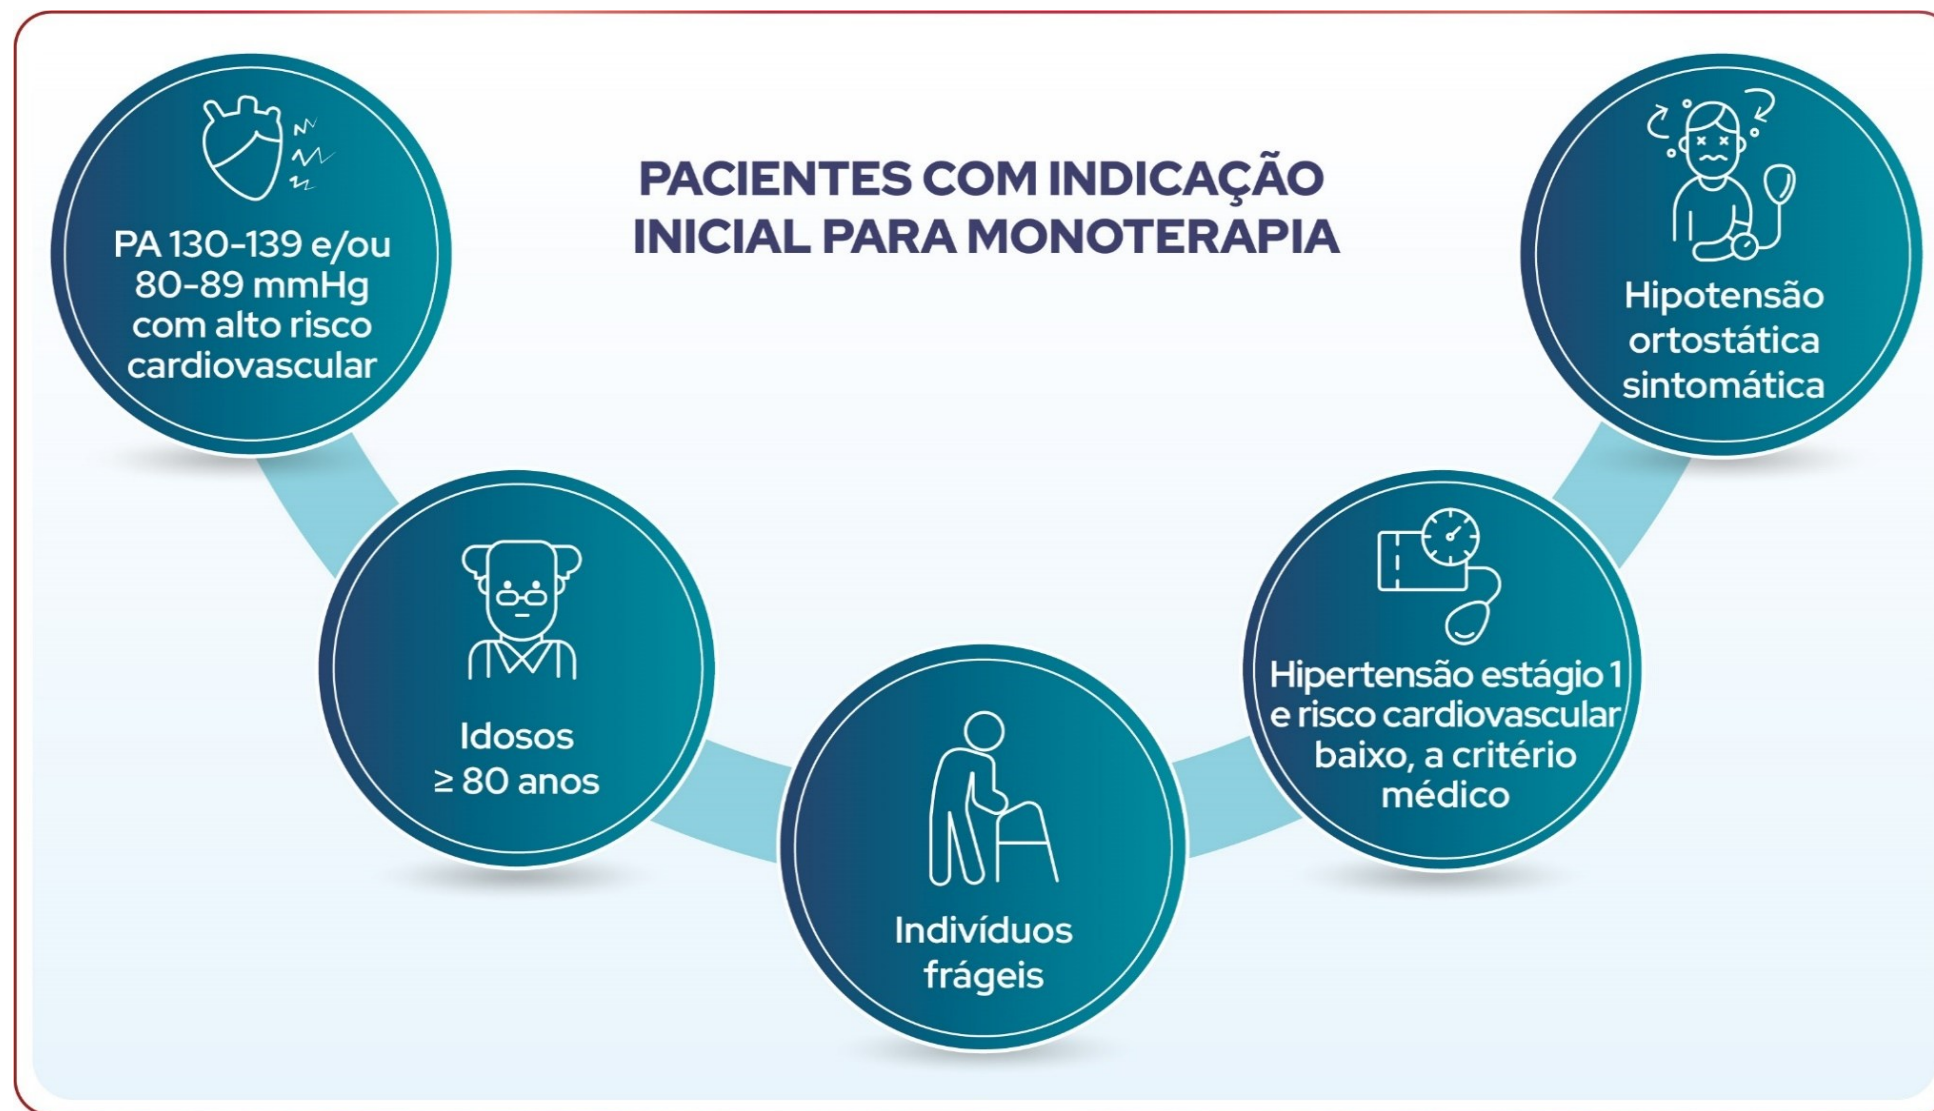 PACIENTES COM INDICAÇÃO
INICIAL PARA MONOTERAPIA
PA 130-139 e/ou
80-89 mmHg
com alto risco
cardiovascular
Idosos
≥ 80 anos
Indivíduos
frágeis
Hipertensão estágio 1
e risco cardiovascular
baixo, a critério
médico
Hipotensão
ortostática
sintomática